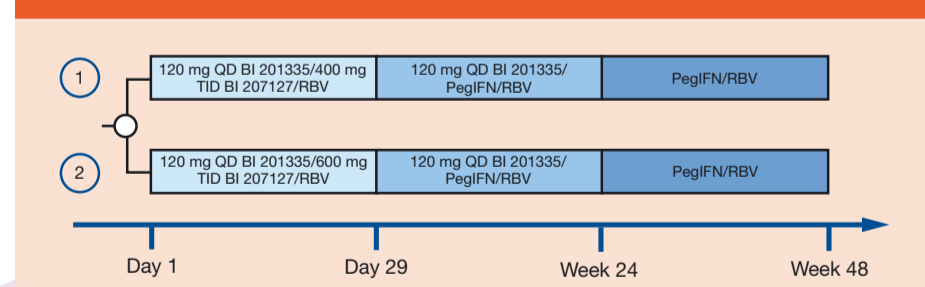 1
120 mg QD BI 201335/400 mg
TID BI 207127/RBV
120 mg QD BI 201335/
PegIFN/RBV
PegIFN/RBV
2
120 mg QD BI 201335/600 mg
TID BI 207127/RBV
120 mg QD BI 201335/
PegIFN/RBV
PegIFN/RBV
Day 1
Day 29
Week 24
Week 48